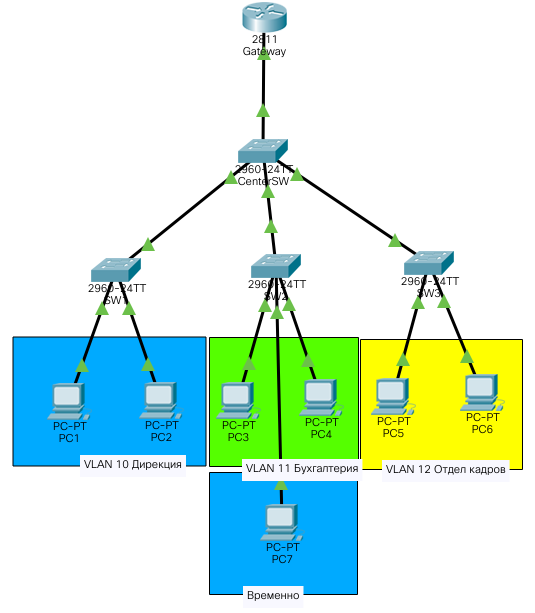 2811
Gateway
2960-24TT
CenterSW
2960-24TT
SW1
2960-24TT
SW2
2960-24TT
SW3
PC-PT
PC1
PC-PT
PC2
PC-PT
PC3
PC-PT
PC4
PC-PT
PC5
PC-PT
PC6
VLAN 10 Дирекция
VLAN 11 Бухгалтерия
VLAN 12 Отдел кадров
PC-PT
PC7
Временно